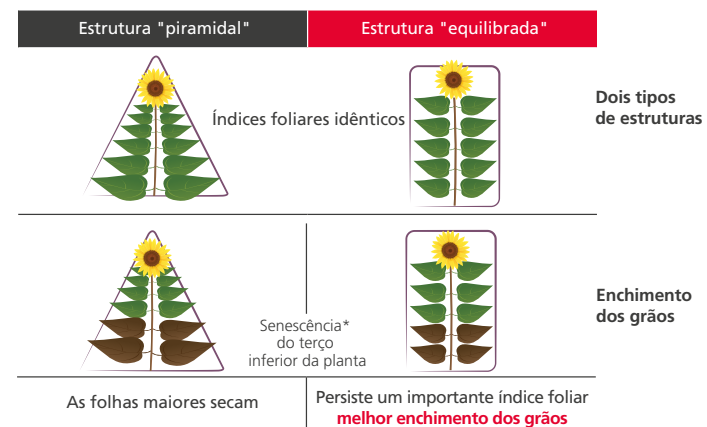 Estrutura "piramidal"
Estrutura "equilibrada"
Índices foliares idênticos
Dois tipos
de estruturas
Senescência*
do terço
inferior da planta
Enchimento
dos grãos
As folhas maiores secam
Persiste um importante índice foliar
melhor enchimento dos grãos